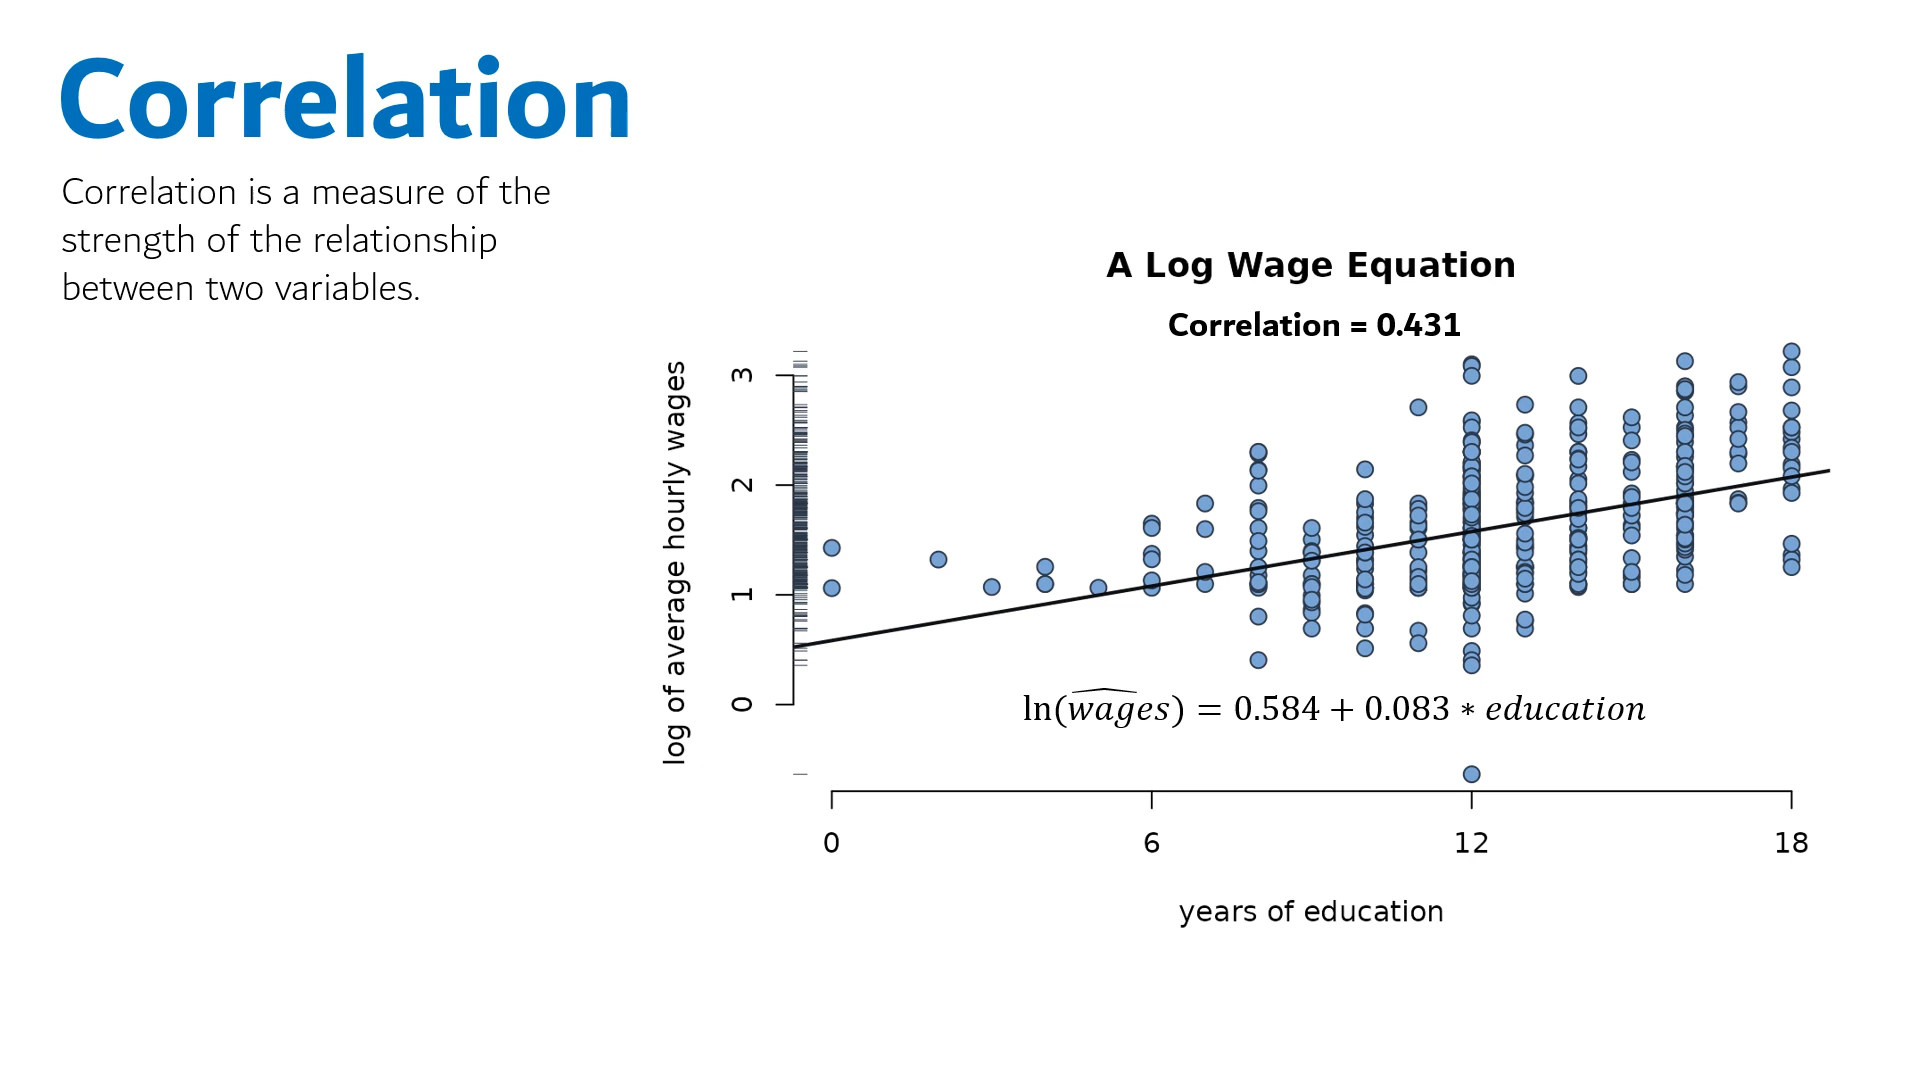 Correlation
Correlation is a measure of the
strength of the relationship
between two variables.
A Log Wage Equation
Correlation = 0.431
log of average hourly wages
3
2
1
0
ln(\widehat{wages}) = 0.584 + 0.083 ∗ education
0 6 12 18
years of education